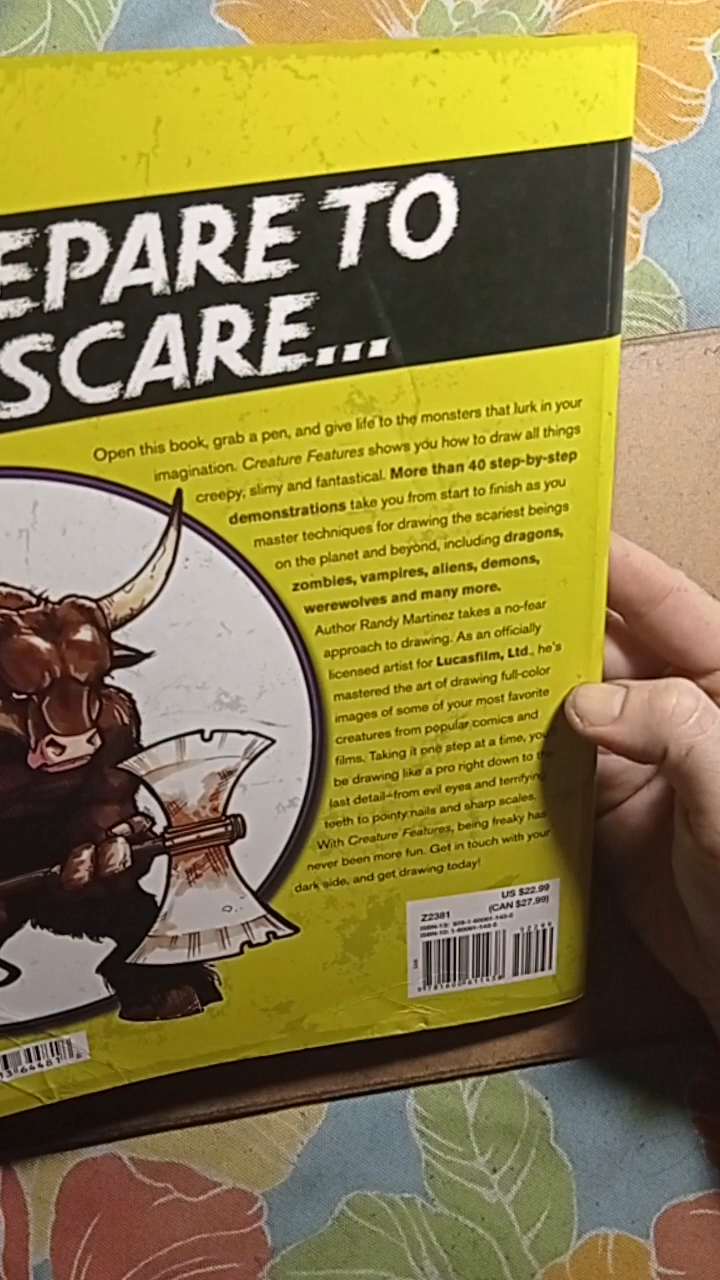 EPARE TO
SCARE...
Open this book, grab a pen, and give life to the monsters that lurk in your
imagination. Creature Features shows you how to draw all things
creepy, slimy and fantastical. More than 40 step-by-step
demonstrations take you from start to finish as you
master techniques for drawing the scariest beings
on the planet and beyond, including dragons,
zombies, vampires, aliens, demons,
werewolves and many more.
Author Randy Martinez takes a no-fear
approach to drawing. As an officially
licensed artist for Lucasfilm, Ltd., he's
mastered the art of drawing full-color
images of some of your most favorite
creatures from popular comics and
films. Taking it one step at a time, you
be drawing like a pro right down to the
last detail—from evil eyes and terrifying
teeth to pointy nails and sharp scales.
With Creature Features, being freaky has
never been more fun. Get in touch with your
dark side, and get drawing today!
US $22.99
(CAN $27.99)
Z2381
ISBN-13: 978-1-60061-143-8
52299